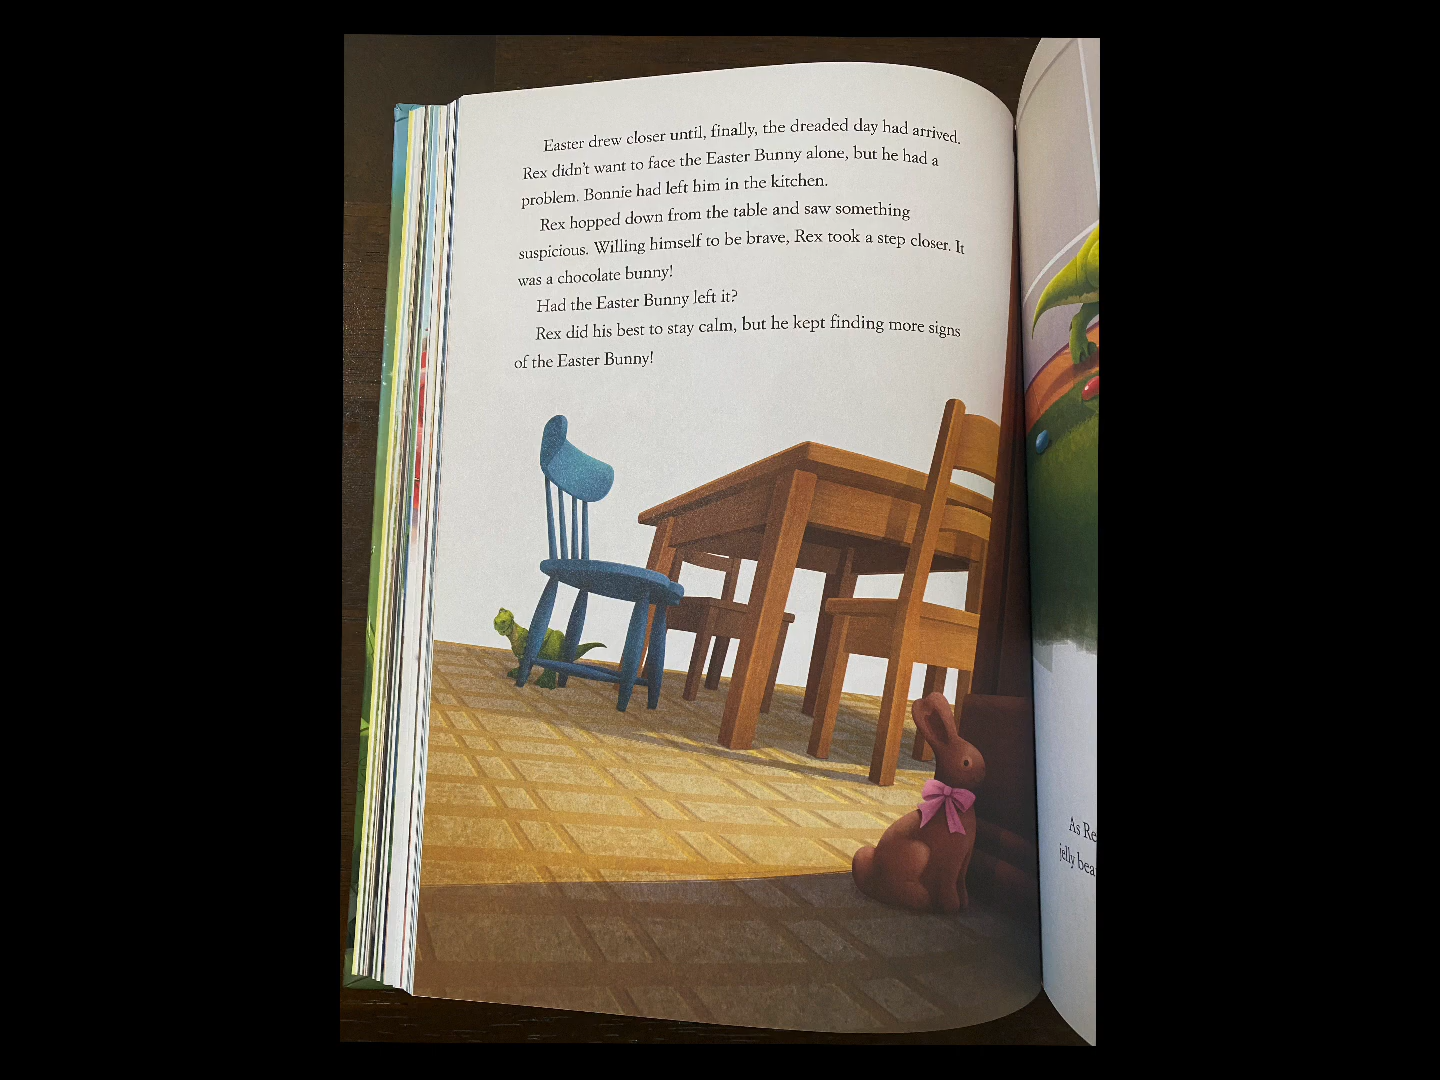 Easter drew closer until, finally, the dreaded day had arrived.
Rex didn't want to face the Easter Bunny alone, but he had a
problem. Bonnie had left him in the kitchen.
Rex hopped down from the table and saw something
suspicious. Willing himself to be brave, Rex took a step closer. It
was a chocolate bunny!
Had the Easter Bunny left it?
Rex did his best to stay calm, but he kept finding more signs
of the Easter Bunny!
As Re
jelly bea